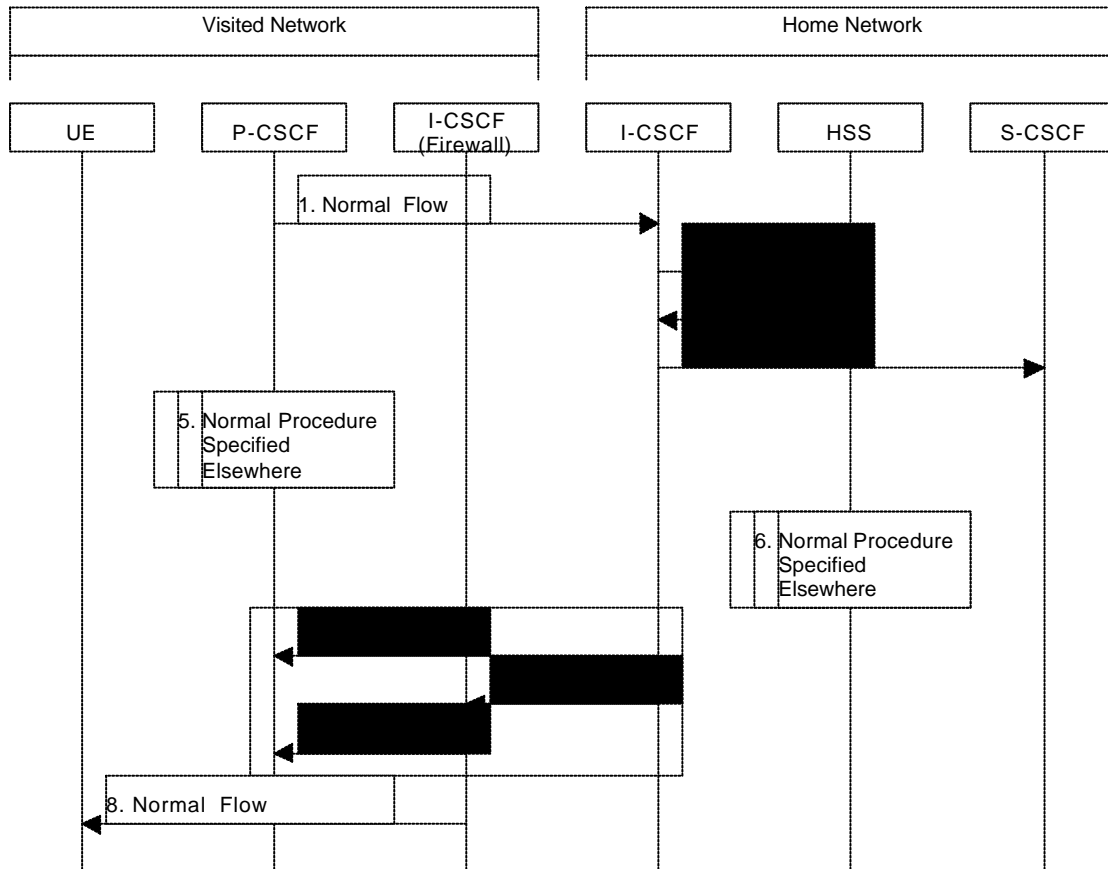 Visited Network
Home Network
UE
P-CSCF
I-CSCF
(Firewall)
I-CSCF
HSS
S-CSCF
1. Normal Flow
5. Normal Procedure
Specified
Elsewhere
6. Normal Procedure
Specified
Elsewhere
8. Normal Flow